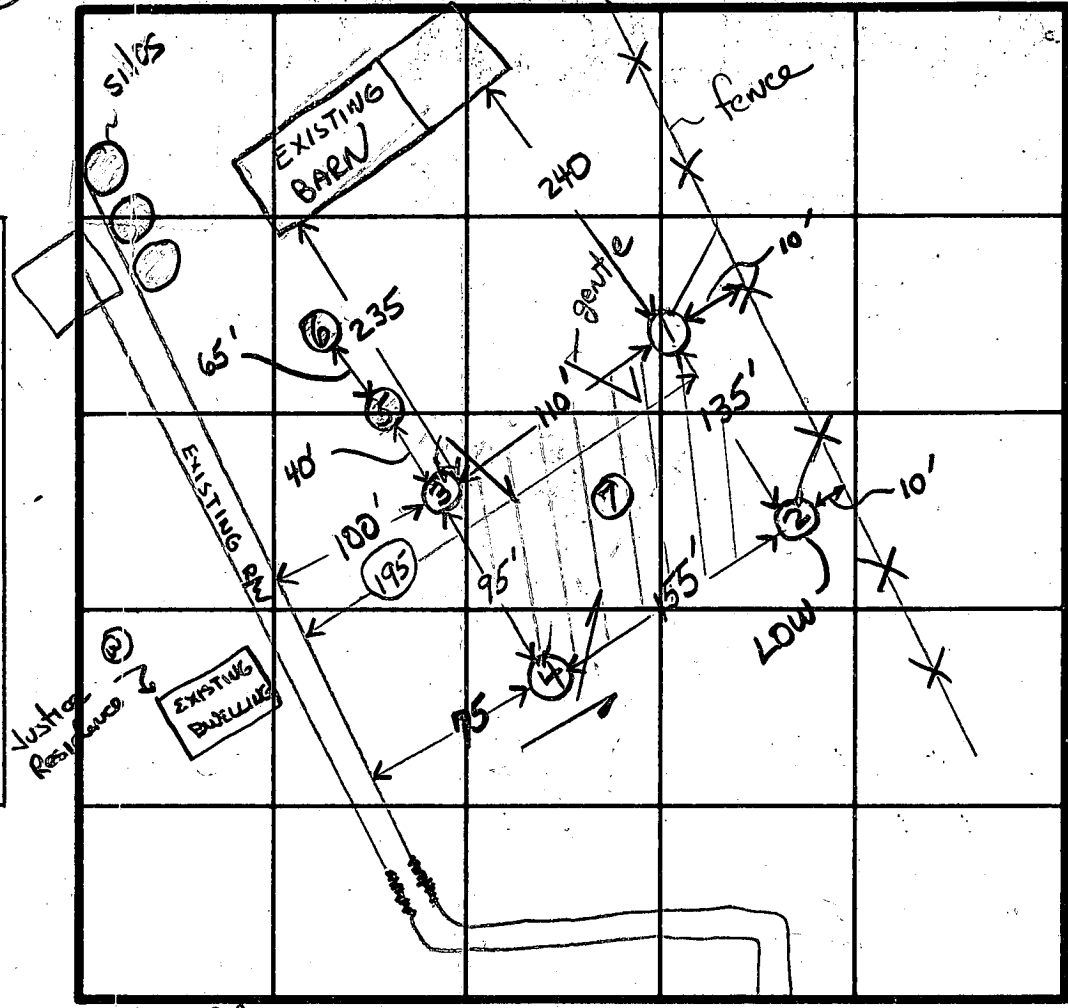 silos
EXISTING
BARN
fence
240
10'
gentle
1
6
235
65'
5
110'
135'
40'
3
7
10'
2
EXISTING R/W
100'
195
95'
155'
LOW
4
75
EXISTING
DWELLING
Justice
Residence